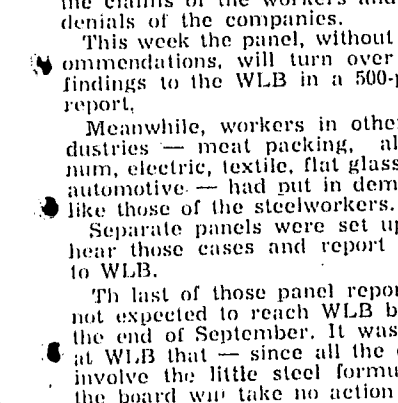 the claims of the workers and
denials of the companies.
This week the panel, without
ommendations, will turn over
findings to the WLB in a 500-
report,
Meanwhile, workers in othe
dustries — meat packing, al
num, electric, textile, flat glass
automotive — had put in dem
like those of the steelworkers.
Separate panels were set up
hear those cases and report
to WLB.
Th last of those panel repor
not expected to reach WLB b
the end of September. It was
at WLB that — since all the
involve the little steel formu
the board will take no action